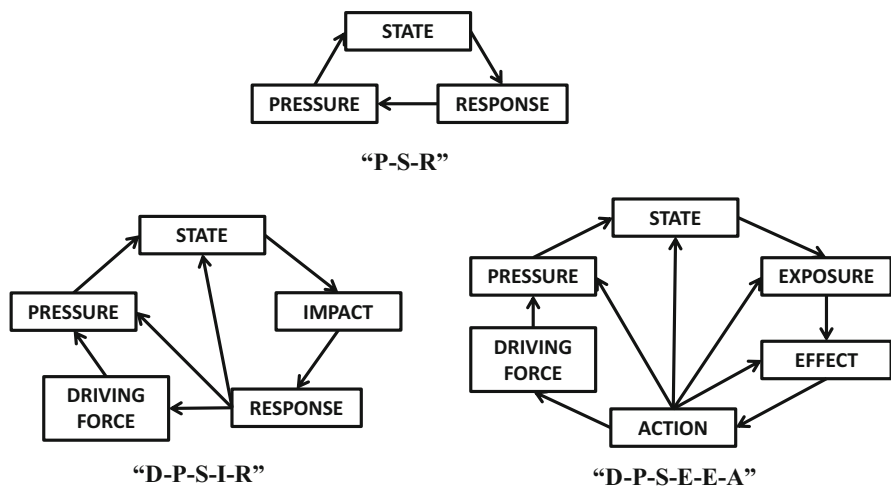 STATE
PRESSURE
RESPONSE
“P-S-R”
STATE
PRESSURE
IMPACT
DRIVING
FORCE
RESPONSE
“D-P-S-I-R”
STATE
PRESSURE
EXPOSURE
DRIVING
FORCE
EFFECT
ACTION
“D-P-S-E-E-A”